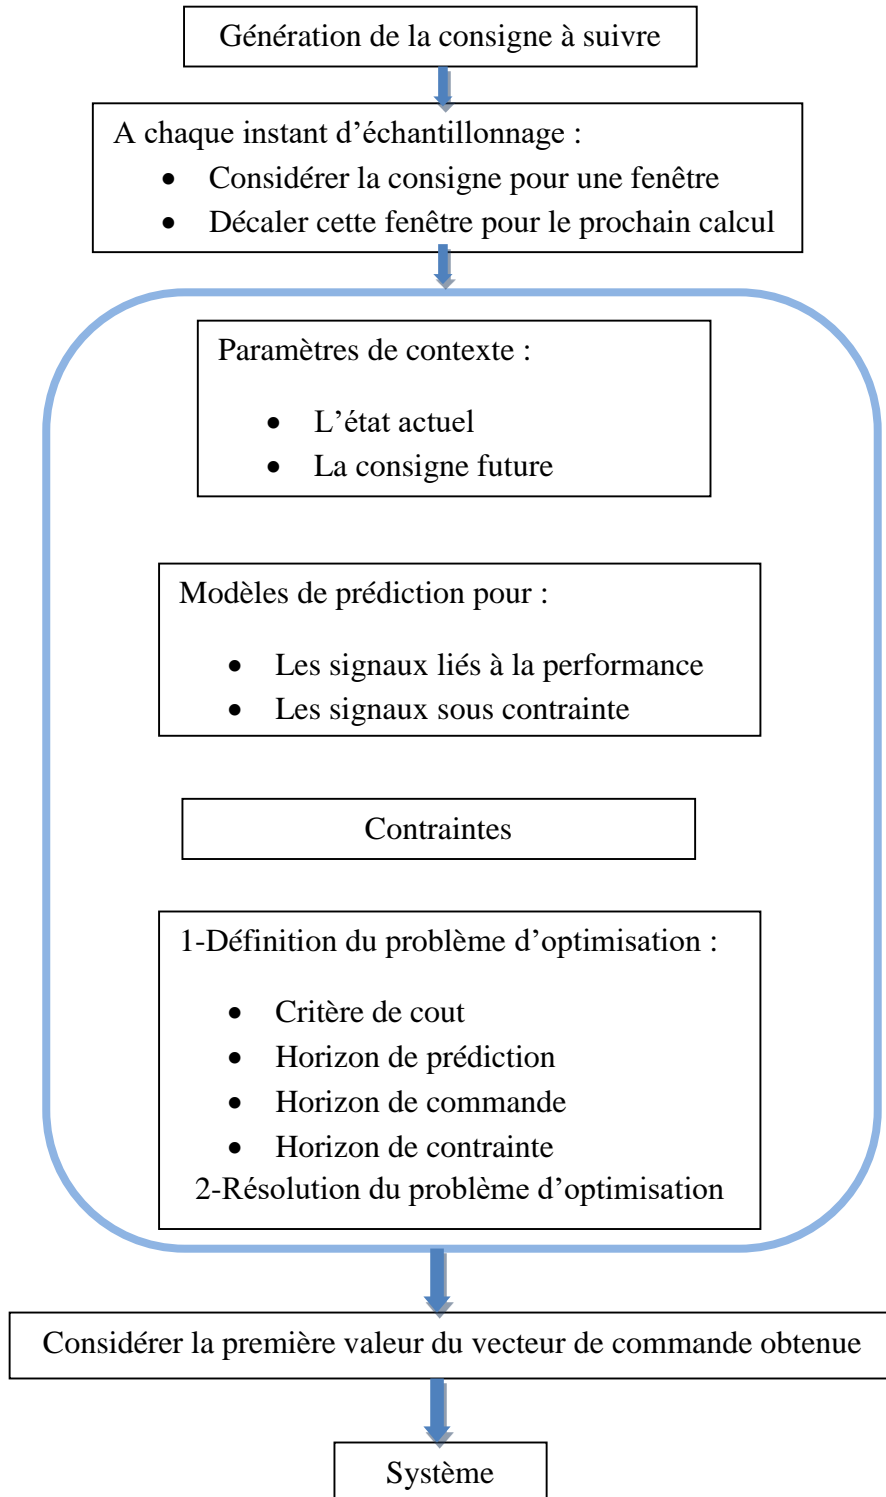 Génération de la consigne à suivre
A chaque instant d’échantillonnage :
• Considérer la consigne pour une fenêtre
• Décaler cette fenêtre pour le prochain calcul
Paramètres de contexte :
• L’état actuel
• La consigne future
Modèles de prédiction pour :
• Les signaux liés à la performance
• Les signaux sous contrainte
Contraintes
1-Définition du problème d’optimisation :
• Critère de cout
• Horizon de prédiction
• Horizon de commande
• Horizon de contrainte
2-Résolution du problème d’optimisation
Considérer la première valeur du vecteur de commande obtenue
Système